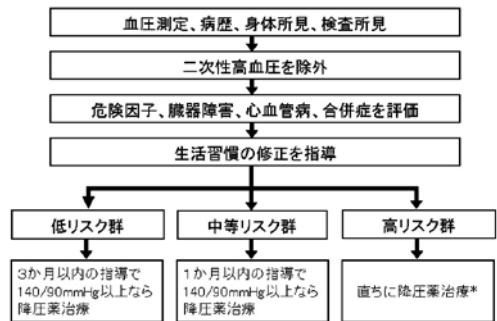 血圧測定、病歴、身体所見、検査所見
二次性高血圧を除外
危険因子、臓器障害、心血管病、合併症を評価
生活習慣の修正を指導
低リスク群
中等リスク群
高リスク群
3か月以内の指導で
140/90mmHg以上なら
降圧薬治療
1か月以内の指導で
140/90mmHg以上なら
降圧薬治療
直ちに降圧薬治療*